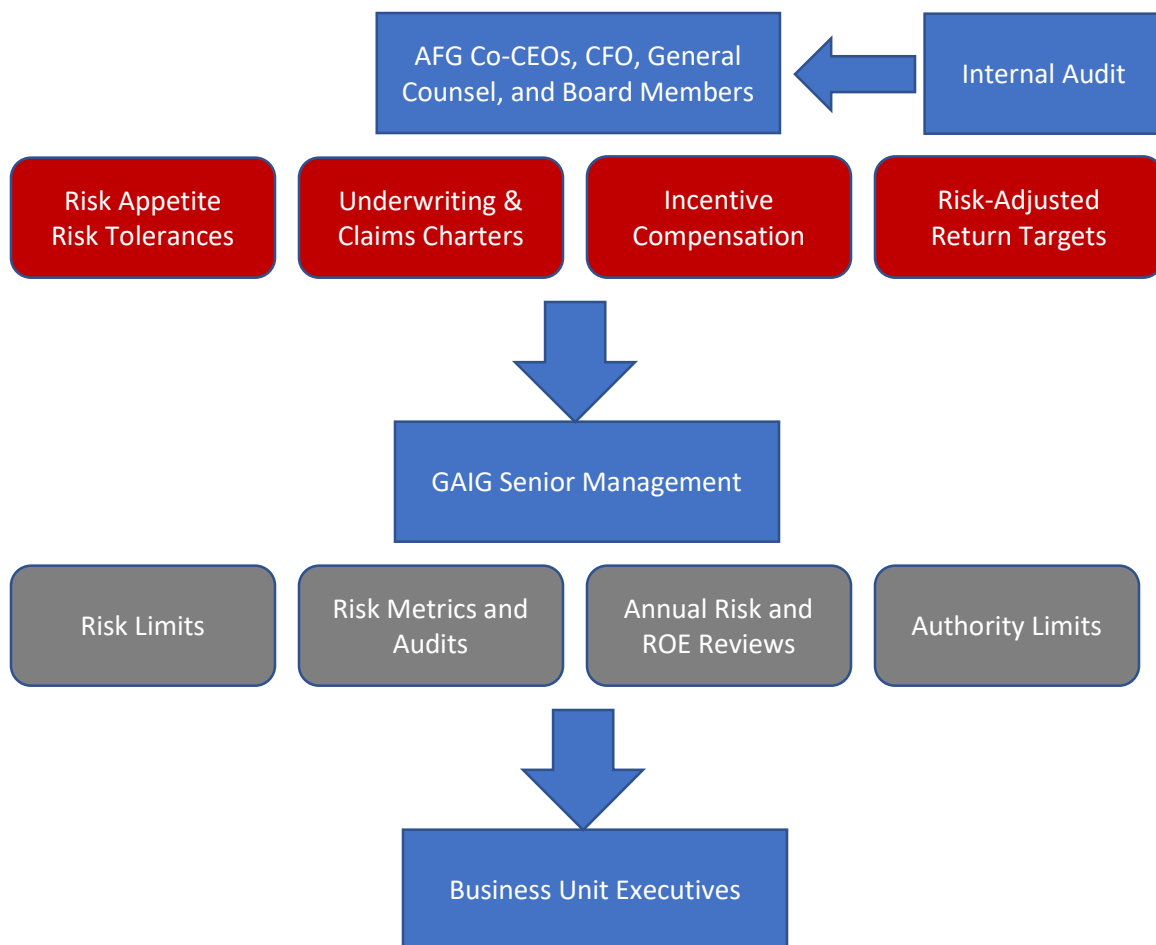 AFG Co-CEOs, CFO, General
Counsel, and Board Members
Internal Audit
Risk Appetite
Risk Tolerances
Underwriting &
Claims Charters
Incentive
Compensation
Risk-Adjusted
Return Targets
GAIG Senior Management
Risk Limits
Risk Metrics and
Audits
Annual Risk and
ROE Reviews
Authority Limits
Business Unit Executives